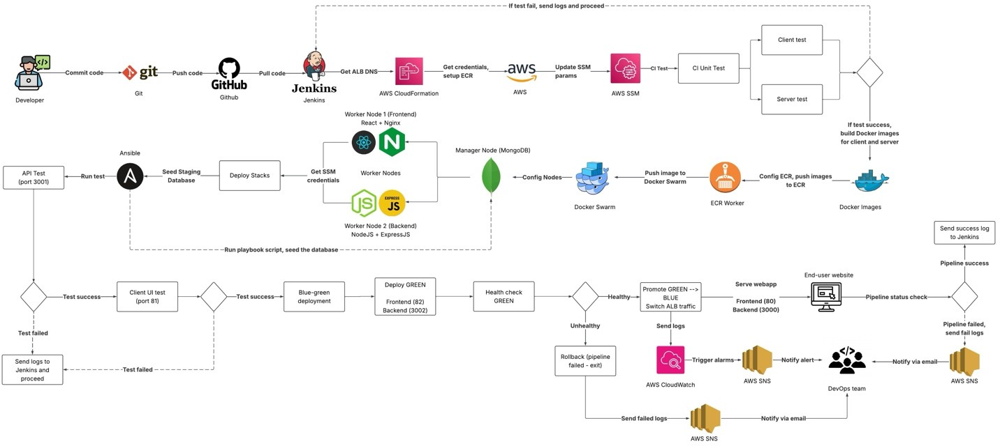 If test fail, send logs and proceed
Developer
Commit code
git
Git
Push code
GitHub
Github
Pull code
Jenkins
Jenkins
Get ALB DNS
AWS CloudFormation
Get credentials,
setup ECR
aws
AWS
Update SSM
params
AWS SSM
CI Test
CI Unit Test
Client test
Server test
If test success,
build Docker images
for client and server
Docker Images
Config ECR, push images
to ECR
ECR Worker
Push image to
Docker Swarm
Docker Swarm
Config Nodes
Manager Node (MongoDB)
Worker Node 1 (Frontend)
React + Nginx
N
Worker Nodes
JS
EXPRESS
JS
Worker Node 2 (Backend)
NodeJS + ExpressJS
Get SSM
credentials
Deploy Stacks
Seed Staging
Database
Ansible
A
Run test
API Test
(port 3001)
Run playbook script, seed the database
Test success
Test failed
Send logs to
Jenkins and
proceed
Client UI test
(port 81)
Test success
Test failed
Blue-green
deployment
Deploy GREEN
Frontend (82)
Backend (3002)
Health check
GREEN
Healthy
Unhealthy
Rollback (pipeline
failed - exit)
Send failed logs
AWS SNS
Notify via email
Promote GREEN -->
BLUE
Switch ALB traffic
Send logs
AWS CloudWatch
Trigger alarms
AWS SNS
Notify alert
DevOps team
Serve webapp
Frontend (80)
Backend (3000)
End-user website
Pipeline status check
Pipeline success
Send success log
to Jenkins
Pipeline failed,
send fail logs
AWS SNS
Notify via email